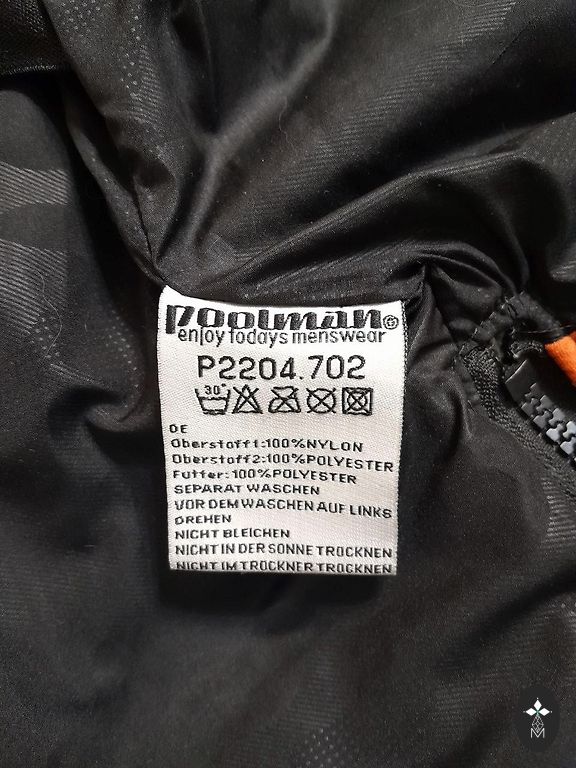 poolmän®
enjoy todays menswear
P2204.702
30°
DE
Oberstoff1:100%NYLON
Oberstoff2:100%POLYESTER
Futter:100%POLYESTER
SEPARAT WASCHEN
VOR DEM WASCHEN AUF LINKS
DREHEN
NICHT BLEICHEN
NICHT IN DER SONNE TROCKNEN
NICHT IM TROCKNER TROCKNEN
M